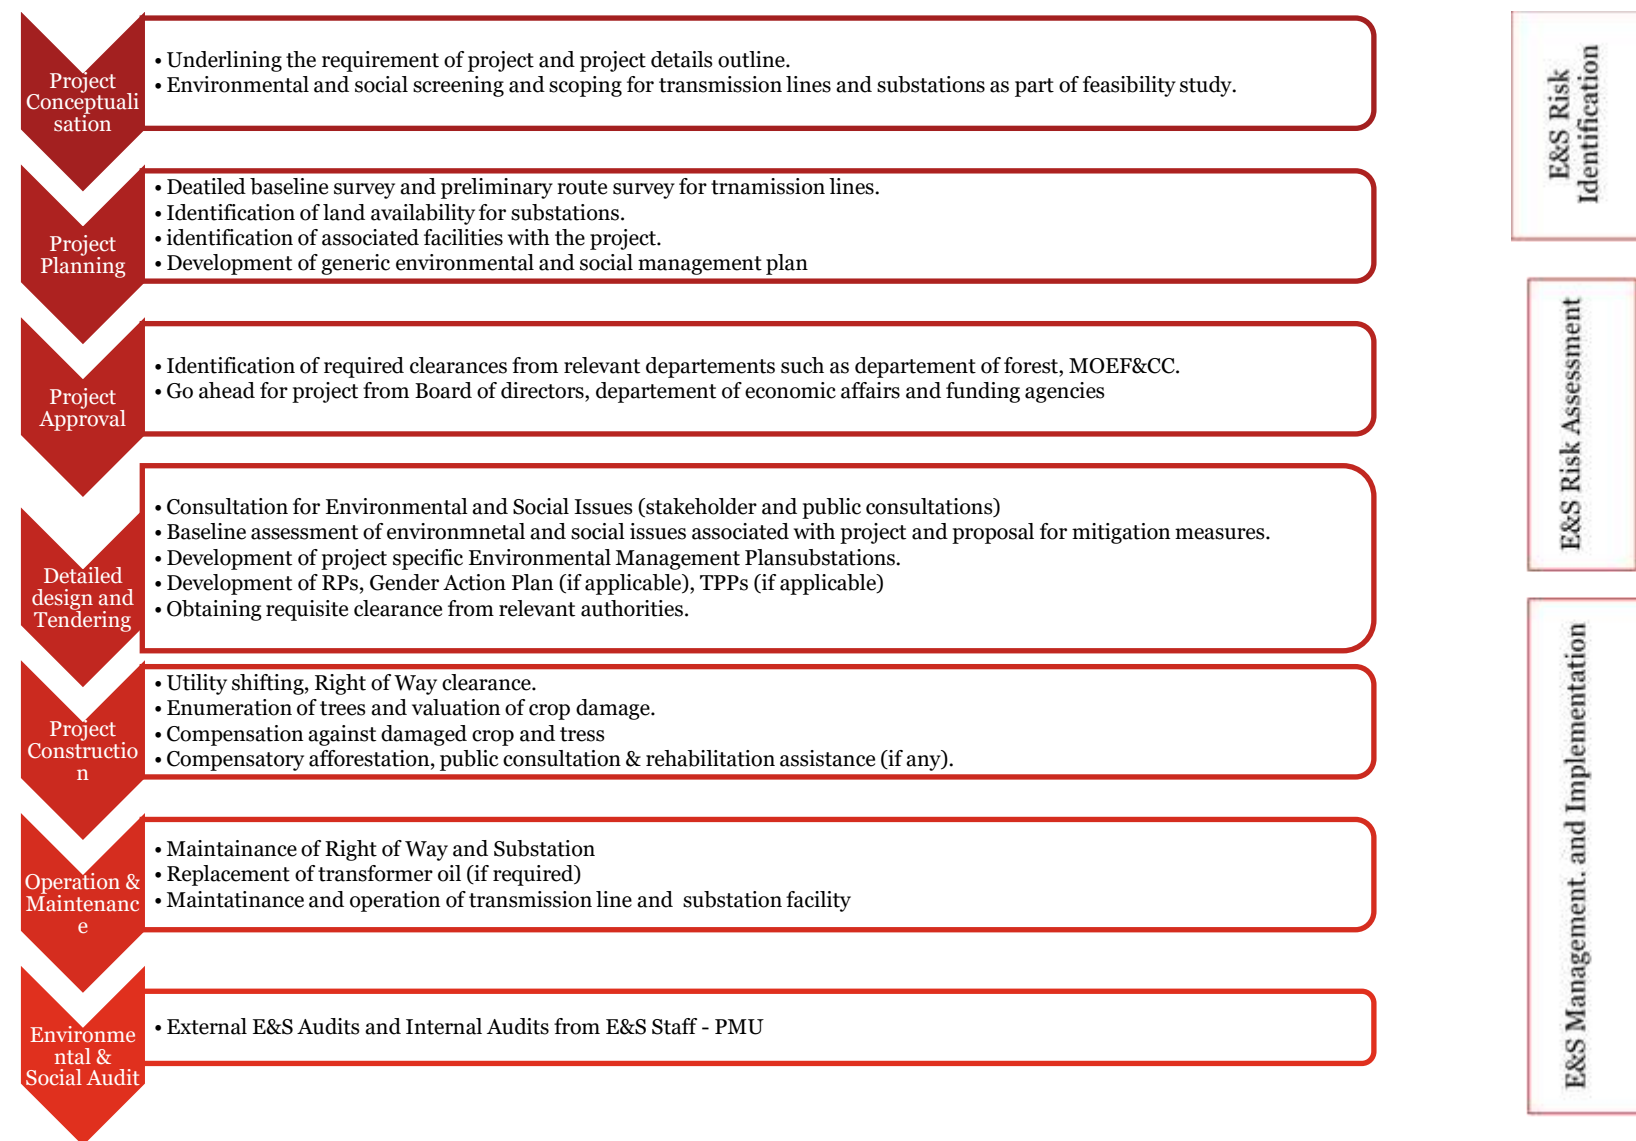 Project
Conceptuali
sation
• Underlining the requirement of project and project details outline.
• Environmental and social screening and scoping for transmission lines and substations as part of feasibility study.
Project
Planning
• Deatiled baseline survey and preliminary route survey for trnamission lines.
• Identification of land availability for substations.
• identification of associated facilities with the project.
• Development of generic environmental and social management plan
Project
Approval
• Identification of required clearances from relevant departements such as departement of forest, MOEF&CC.
• Go ahead for project from Board of directors, departement of economic affairs and funding agencies
Detailed
design and
Tendering
• Consultation for Environmental and Social Issues (stakeholder and public consultations)
• Baseline assessment of environmnetal and social issues associated with project and proposal for mitigation measures.
• Development of project specific Environmental Management Plansubstations.
• Development of RPs, Gender Action Plan (if applicable), TPPs (if applicable)
• Obtaining requisite clearance from relevant authorities.
Project
Constructio
n
• Utility shifting, Right of Way clearance.
• Enumeration of trees and valuation of crop damage.
• Compensation against damaged crop and tress
• Compensatory afforestation, public consultation & rehabilitation assistance (if any).
Operation &
Maintenanc
e
• Maintainance of Right of Way and Substation
• Replacement of transformer oil (if required)
• Maintatinance and operation of transmission line and substation facility
Environme
ntal &
Social Audit
• External E&S Audits and Internal Audits from E&S Staff - PMU
E&S Risk
Identification
E&S Risk Assessment
E&S Management. and Implementation